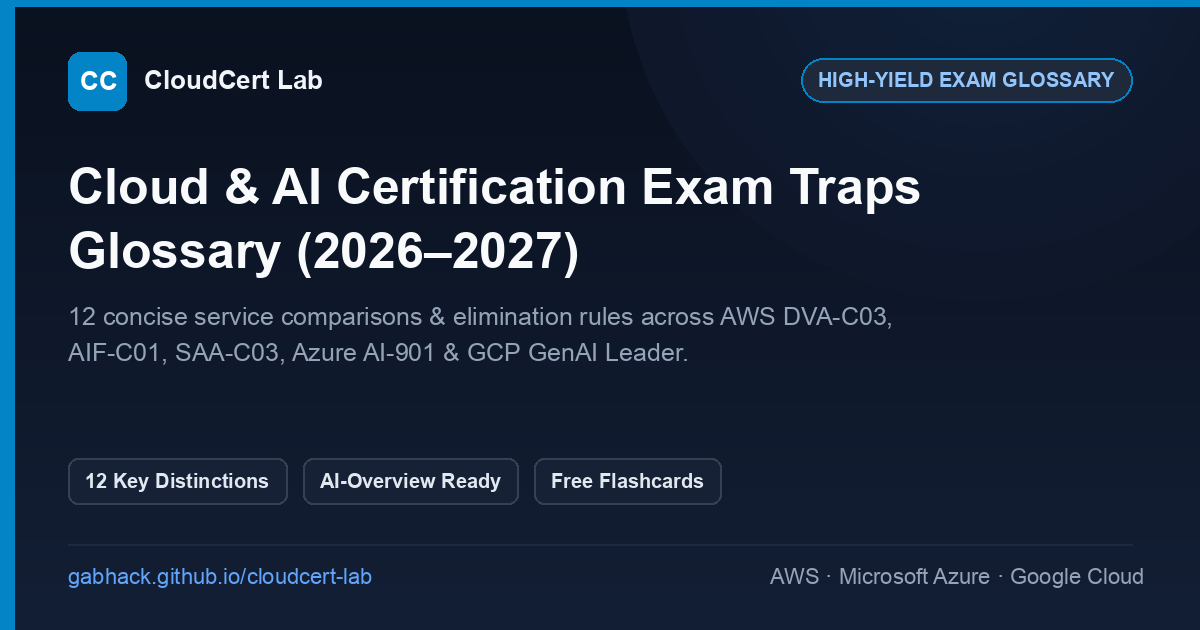 CC
CloudCert Lab
HIGH-YIELD EXAM GLOSSARY
Cloud & AI Certification Exam Traps
Glossary (2026–2027)
12 concise service comparisons & elimination rules across AWS DVA-C03,
AIF-C01, SAA-C03, Azure AI-901 & GCP GenAI Leader.
12 Key Distinctions
AI-Overview Ready
Free Flashcards
gabhack.github.io/cloudcert-lab
AWS · Microsoft Azure · Google Cloud